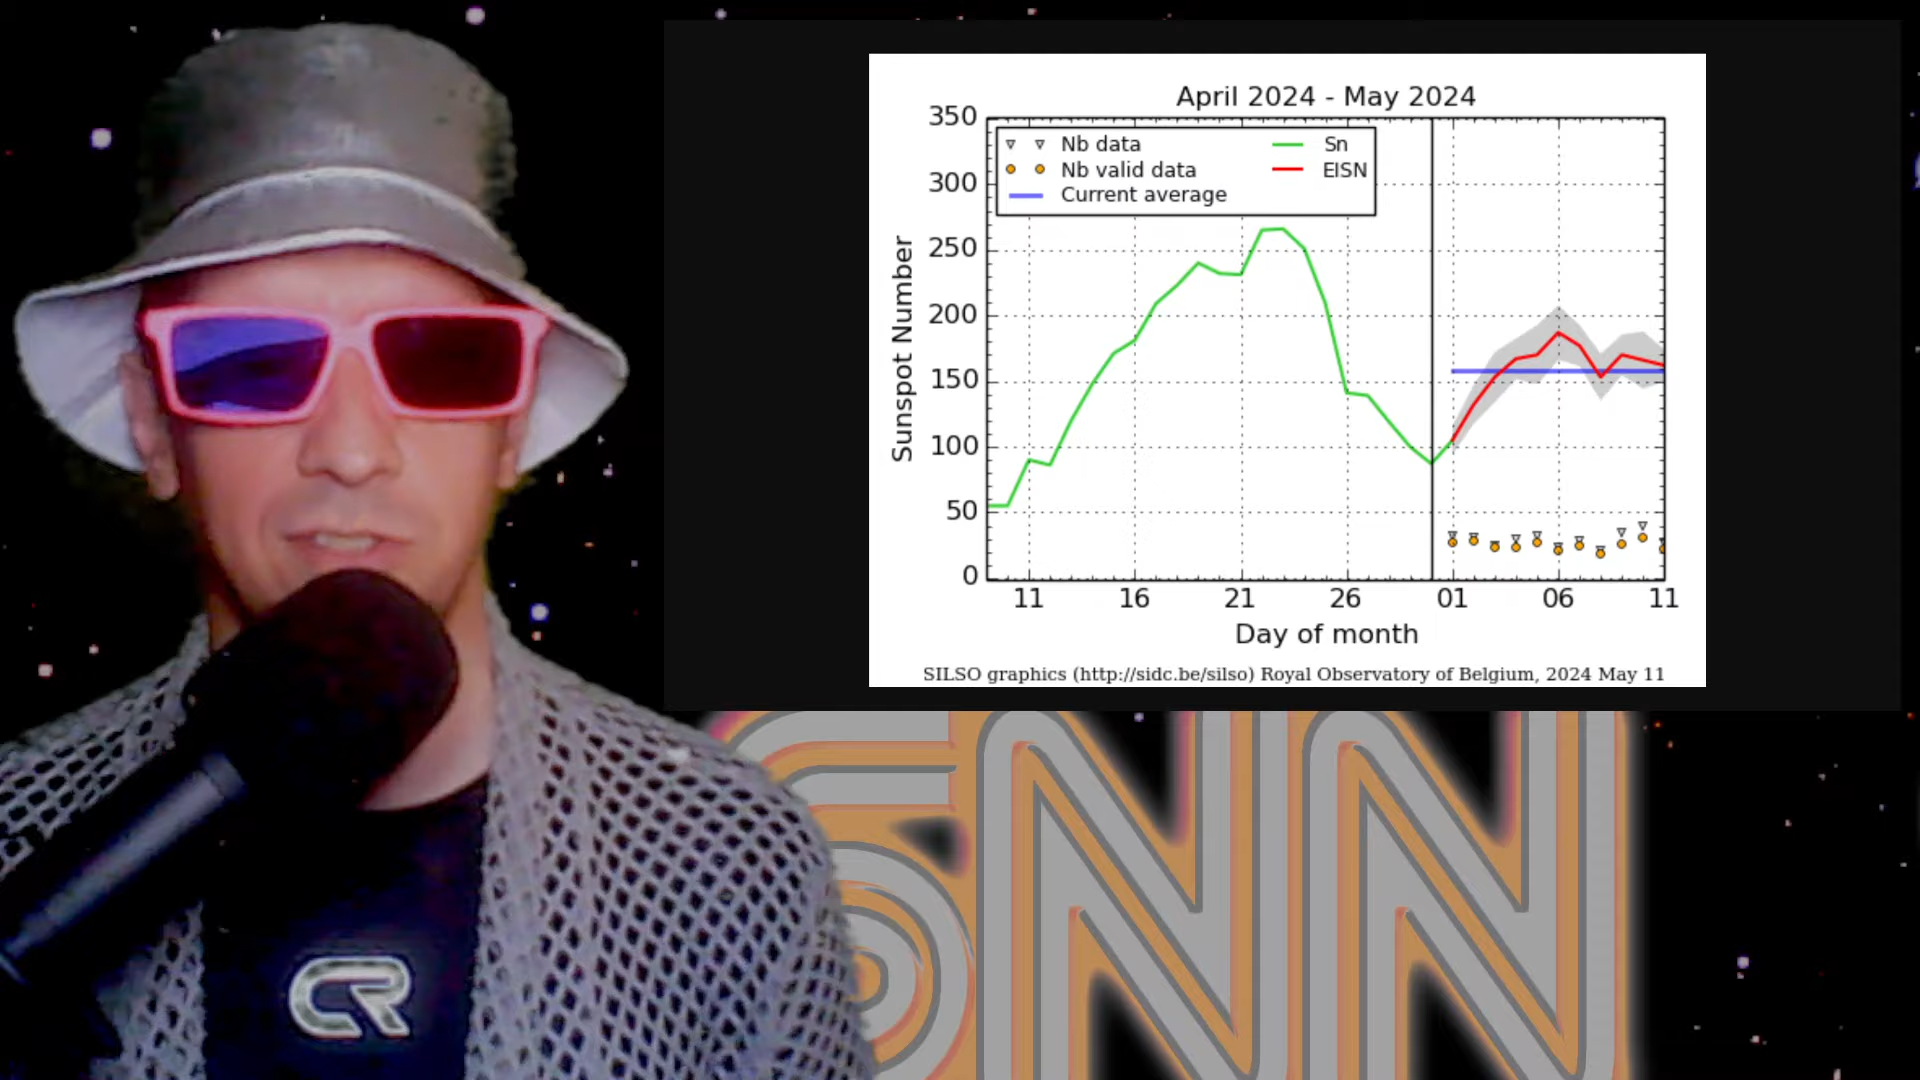 April 2024 - May 2024
350
300
250
200
150
100
50
0
Sunspot Number
Nb data
Nb valid data
Current average
Sn
EISN
11 16 21 26 01 06 11
Day of month
SILSO graphics (http://sidc.be/silso) Royal Observatory of Belgium, 2024 May 11
CR
SNN